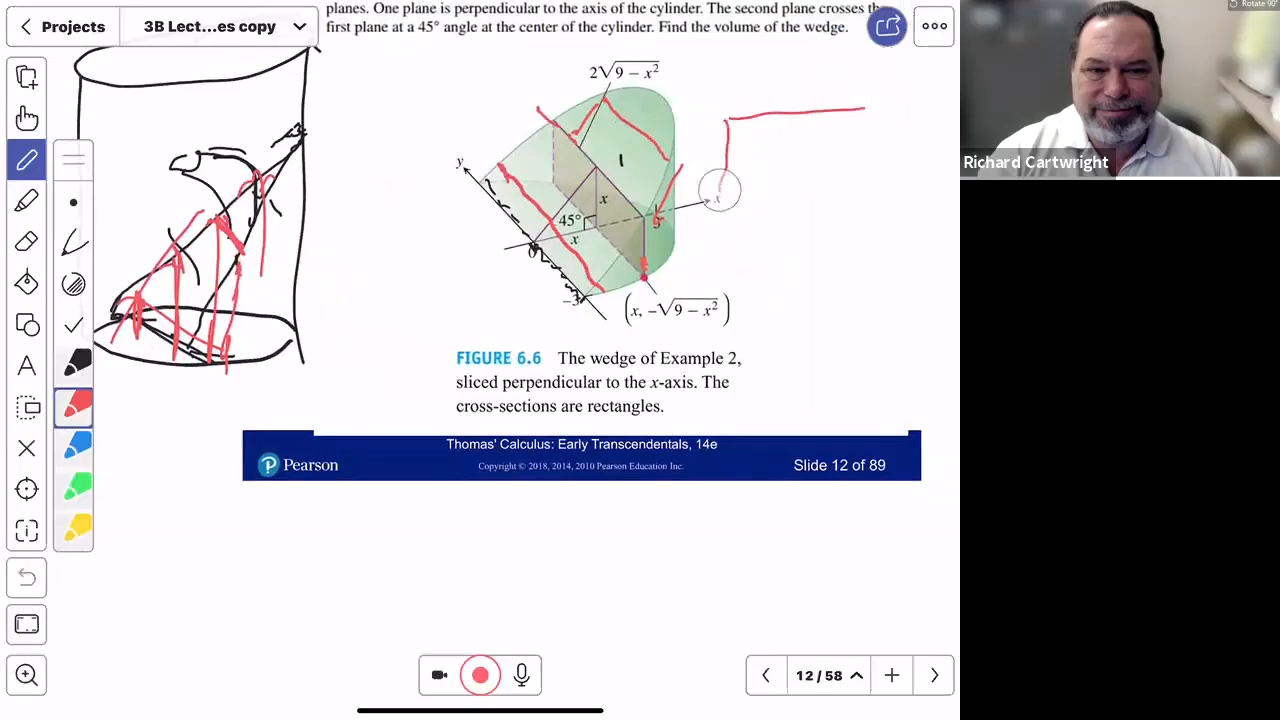 planes. One plane is perpendicular to the axis of the cylinder. The second plane crosses the
Projects
3B Lect...es copy
first plane at a 45° angle at the center of the cylinder. Find the volume of the wedge.
Rotate 90°
2√9 − x²
y
x
x
45°
x
0
−3
(x, −√9 − x²)
Richard Cartwright
FIGURE 6.6 The wedge of Example 2,
sliced perpendicular to the x-axis. The
cross-sections are rectangles.
Thomas' Calculus: Early Transcendentals, 14e
P Pearson
Copyright © 2018, 2014, 2010 Pearson Education Inc.
Slide 12 of 89
A
12 / 58